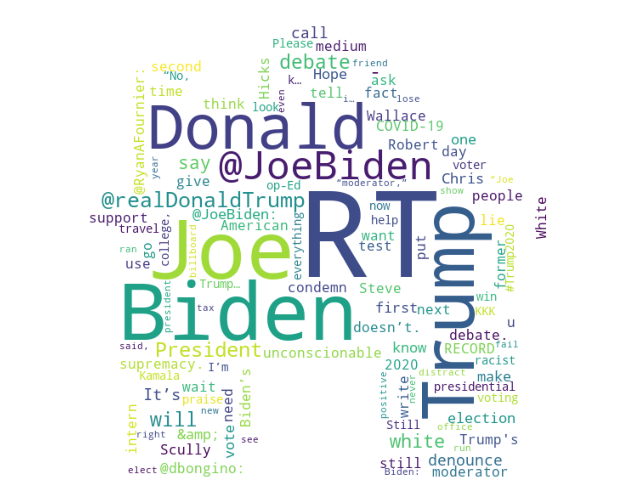 call
Please medium
debate friend
second
"No, Hicks k… Hope - ask
time tell i… fact
@RyanAFournier: think look even lose
Donald Wallace
COVID-19
Robert one
say @JoeBiden day voter
give op-Ed "moderator," Chris "Joe
year
@realDonaldTrump RT now show people
support @JoeBiden: help lie
travel American want put White
college, Joe everything test Trump former
ran go billboard
use Trump… condemn Steve #Trump2020
president tax first next win
Biden doesn't. KKK
u
said, President debate.
supremacy. unconscionable know RECORD fail
Kamala I'm 2020 racist
distract make
wait praise presidential
It's Biden's write never voting
positive
intern will new need Still office election
right &amp; vote see white Trump's
Scully still run denounce
elect @dbongino: Biden: moderator